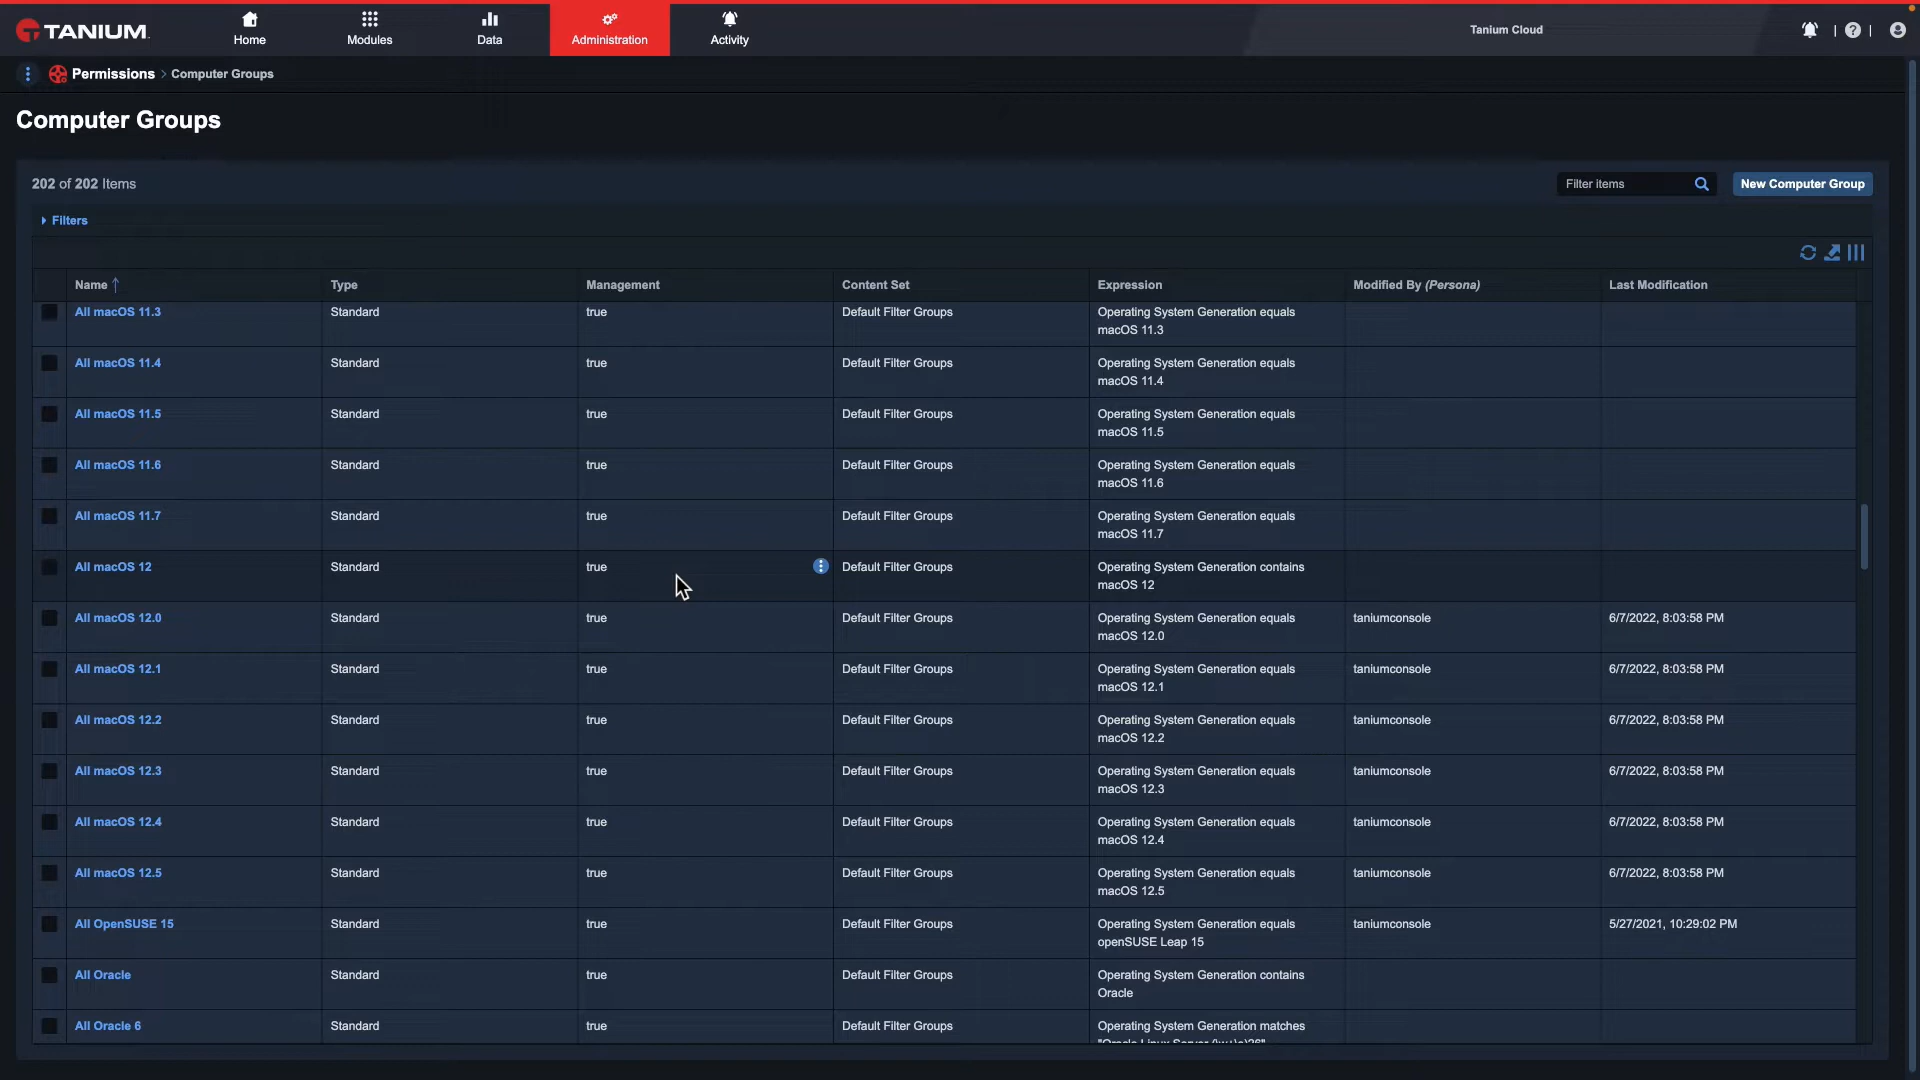 TANIUM
Home
Modules
Data
Administration
Activity
Tanium Cloud
Permissions > Computer Groups
Computer Groups
202 of 202 Items
Filter items
New Computer Group
Filters
Name Type Management Content Set Expression Modified By (Persona) Last Modification
All macOS 11.3 Standard true Default Filter Groups Operating System Generation equals
macOS 11.3
All macOS 11.4 Standard true Default Filter Groups Operating System Generation equals
macOS 11.4
All macOS 11.5 Standard true Default Filter Groups Operating System Generation equals
macOS 11.5
All macOS 11.6 Standard true Default Filter Groups Operating System Generation equals
macOS 11.6
All macOS 11.7 Standard true Default Filter Groups Operating System Generation equals
macOS 11.7
All macOS 12 Standard true Default Filter Groups Operating System Generation contains
macOS 12
All macOS 12.0 Standard true Default Filter Groups Operating System Generation equals taniumconsole 6/7/2022, 8:03:58 PM
macOS 12.0
All macOS 12.1 Standard true Default Filter Groups Operating System Generation equals taniumconsole 6/7/2022, 8:03:58 PM
macOS 12.1
All macOS 12.2 Standard true Default Filter Groups Operating System Generation equals taniumconsole 6/7/2022, 8:03:58 PM
macOS 12.2
All macOS 12.3 Standard true Default Filter Groups Operating System Generation equals taniumconsole 6/7/2022, 8:03:58 PM
macOS 12.3
All macOS 12.4 Standard true Default Filter Groups Operating System Generation equals taniumconsole 6/7/2022, 8:03:58 PM
macOS 12.4
All macOS 12.5 Standard true Default Filter Groups Operating System Generation equals taniumconsole 6/7/2022, 8:03:58 PM
macOS 12.5
All OpenSUSE 15 Standard true Default Filter Groups Operating System Generation equals taniumconsole 5/27/2021, 10:29:02 PM
openSUSE Leap 15
All Oracle Standard true Default Filter Groups Operating System Generation contains
Oracle
All Oracle 6 Standard true Default Filter Groups Operating System Generation matches
"Oracle Linux Server